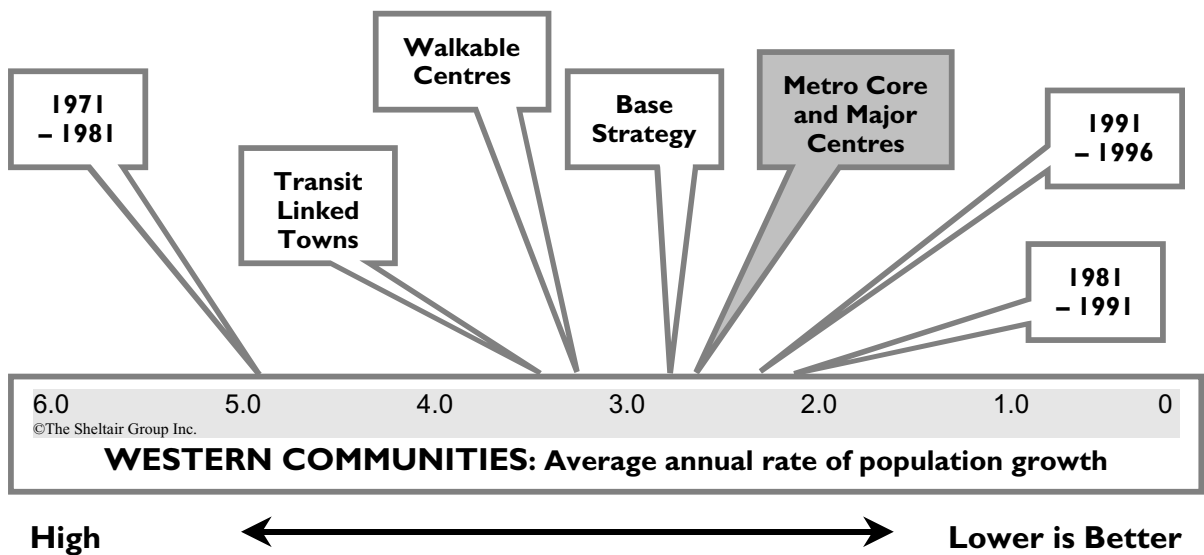 1971
– 1981
Transit
Linked
Towns
Walkable
Centres
Base
Strategy
Metro Core
and Major
Centres
1991
– 1996
1981
– 1991
6.0 5.0 4.0 3.0 2.0 1.0 0
©The Sheltair Group Inc.
WESTERN COMMUNITIES: Average annual rate of population growth
High Lower is Better